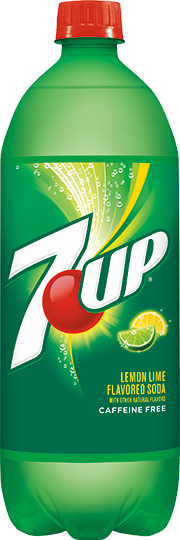 7UP
LEMON LIME
FLAVORED SODA
WITH OTHER NATURAL FLAVORS
CAFFEINE FREE